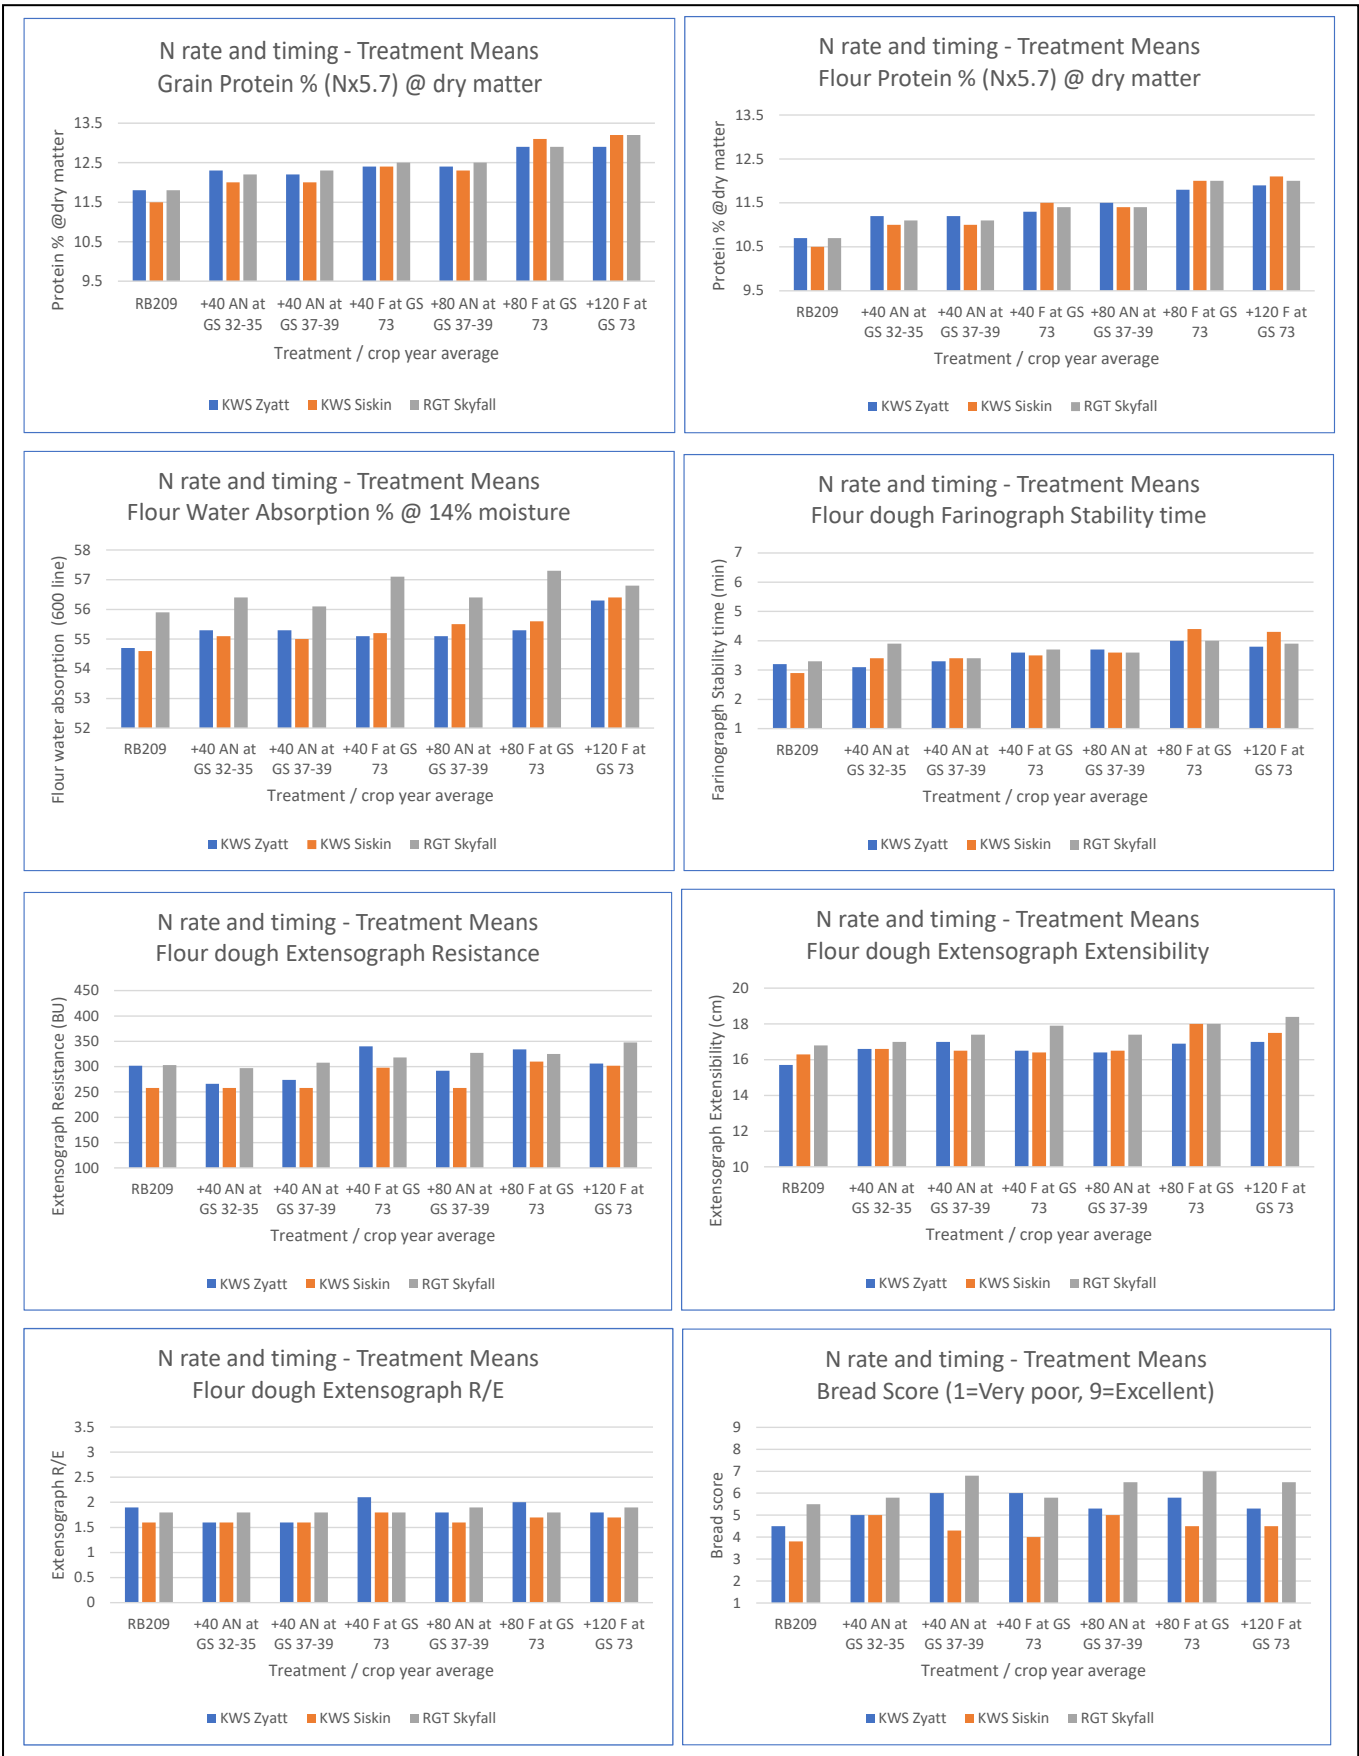 N rate and timing - Treatment Means
Grain Protein % (Nx5.7) @ dry matter
Protein % @dry matter
13.5
12.5
11.5
10.5
9.5
RB209
+40 AN at GS 32-35
+40 AN at GS 37-39
+40 F at GS 73
+80 AN at GS 37-39
+80 F at GS 73
+120 F at GS 73
Treatment / crop year average
KWS Zyatt KWS Siskin RGT Skyfall
N rate and timing - Treatment Means
Flour Protein % (Nx5.7) @ dry matter
Protein % @dry matter
13.5
12.5
11.5
10.5
9.5
RB209
+40 AN at GS 32-35
+40 AN at GS 37-39
+40 F at GS 73
+80 AN at GS 37-39
+80 F at GS 73
+120 F at GS 73
Treatment / crop year average
KWS Zyatt KWS Siskin RGT Skyfall
N rate and timing - Treatment Means
Flour Water Absorption % @ 14% moisture
Flour water absorption (600 line)
58
57
56
55
54
53
52
RB209
+40 AN at GS 32-35
+40 AN at GS 37-39
+40 F at GS 73
+80 AN at GS 37-39
+80 F at GS 73
+120 F at GS 73
Treatment / crop year average
KWS Zyatt KWS Siskin RGT Skyfall
N rate and timing - Treatment Means
Flour dough Farinograph Stability time
Farinograpgh Stability time (min)
7
6
5
4
3
2
1
RB209
+40 AN at GS 32-35
+40 AN at GS 37-39
+40 F at GS 73
+80 AN at GS 37-39
+80 F at GS 73
+120 F at GS 73
Treatment / crop year average
KWS Zyatt KWS Siskin RGT Skyfall
N rate and timing - Treatment Means
Flour dough Extensograph Resistance
Extensograph Resistance (BU)
450
400
350
300
250
200
150
100
RB209
+40 AN at GS 32-35
+40 AN at GS 37-39
+40 F at GS 73
+80 AN at GS 37-39
+80 F at GS 73
+120 F at GS 73
Treatment / crop year average
KWS Zyatt KWS Siskin RGT Skyfall
N rate and timing - Treatment Means
Flour dough Extensograph Extensibility
Extensograph Extensibility (cm)
20
18
16
14
12
10
RB209
+40 AN at GS 32-35
+40 AN at GS 37-39
+40 F at GS 73
+80 AN at GS 37-39
+80 F at GS 73
+120 F at GS 73
Treatment / crop year average
KWS Zyatt KWS Siskin RGT Skyfall
N rate and timing - Treatment Means
Flour dough Extensograph R/E
Extensograph R/E
3.5
3
2.5
2
1.5
1
0.5
0
RB209
+40 AN at GS 32-35
+40 AN at GS 37-39
+40 F at GS 73
+80 AN at GS 37-39
+80 F at GS 73
+120 F at GS 73
Treatment / crop year average
KWS Zyatt KWS Siskin RGT Skyfall
N rate and timing - Treatment Means
Bread Score (1=Very poor, 9=Excellent)
Bread score
9
8
7
6
5
4
3
2
1
RB209
+40 AN at GS 32-35
+40 AN at GS 37-39
+40 F at GS 73
+80 AN at GS 37-39
+80 F at GS 73
+120 F at GS 73
Treatment / crop year average
KWS Zyatt KWS Siskin RGT Skyfall